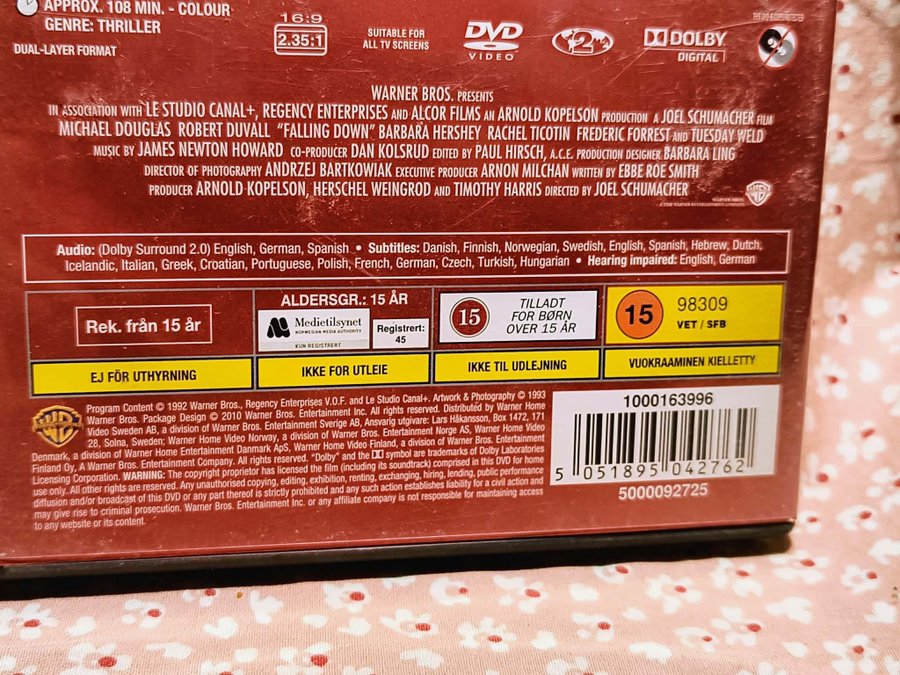 APPROX. 108 MIN. - COLOUR
GENRE: THRILLER
DUAL-LAYER FORMAT
16:9
2.35:1
SUITABLE FOR
ALL TV SCREENS
DVD
VIDEO
2
DOLBY
DIGITAL
WARNER BROS. PRESENTS
IN ASSOCIATION WITH LE STUDIO CANAL+, REGENCY ENTERPRISES AND ALCOR FILMS AN ARNOLD KOPELSON PRODUCTION A JOEL SCHUMACHER FILM
MICHAEL DOUGLAS ROBERT DUVALL "FALLING DOWN" BARBARA HERSHEY RACHEL TICOTIN FREDERIC FORREST AND TUESDAY WELD
MUSIC BY JAMES NEWTON HOWARD CO-PRODUCER DAN KOLSRUD EDITED BY PAUL HIRSCH, A.C.E. PRODUCTION DESIGNER BARBARA LING
DIRECTOR OF PHOTOGRAPHY ANDRZEJ BARTKOWIAK EXECUTIVE PRODUCER ARNON MILCHAN WRITTEN BY EBBE ROE SMITH
PRODUCER ARNOLD KOPELSON, HERSCHEL WEINGROD AND TIMOTHY HARRIS DIRECTED BY JOEL SCHUMACHER
WARNER BROS.
A TIME WARNER ENTERTAINMENT COMPANY
WB
Audio: (Dolby Surround 2.0) English, German, Spanish • Subtitles: Danish, Finnish, Norwegian, Swedish, English, Spanish, Hebrew, Dutch,
Icelandic, Italian, Greek, Croatian, Portuguese, Polish, French, German, Czech, Turkish, Hungarian • Hearing impaired: English, German
Rek. från 15 år
ALDERSGR.: 15 ÅR
Medietilsynet
NORWEGIAN MEDIA AUTHORITY
KUN REGISTRERT
Registrert:
45
15
TILLADT
FOR BØRN
OVER 15 ÅR
15
98309
VET / SFB
EJ FÖR UTHYRNING
IKKE FOR UTLEIE
IKKE TIL UDLEJNING
VUOKRAAMINEN KIELLETTY
WB
Program Content © 1992 Warner Bros., Regency Enterprises V.O.F. and Le Studio Canal+. Artwork & Photography © 1993
Warner Bros. Package Design © 2010 Warner Bros. Entertainment Inc. All rights reserved. Distributed by Warner Home
Video Sweden AB, a division of Warner Bros. Entertainment Sverige AB, Ansvarig utgivare: Lars Håkansson, Box 1472, 171
28, Solna, Sweden; Warner Home Video Norway, a division of Warner Bros. Entertainment Norge AS, Warner Home Video
Denmark, a division of Warner Bros. Entertainment Danmark ApS, Warner Home Video Finland, a division of Warner Bros. Entertainment
Finland Oy, A Warner Bros. Entertainment Company. All rights reserved. "Dolby" and the DD symbol are trademarks of Dolby Laboratories
Licensing Corporation. WARNING: The copyright proprietor has licensed the film (including its soundtrack) comprised in this DVD for home
use only. All other rights are reserved. Any unauthorised copying, editing, exhibition, renting, exchanging, hiring, lending, public performance
diffusion and/or broadcast of this DVD or any part thereof is strictly prohibited and any such action establishes liability for a civil action and
may give rise to criminal prosecution. Warner Bros. Entertainment Inc. or any affiliate company is not responsible for maintaining access
to any website or its content.
1000163996
5 051895 042762
5000092725